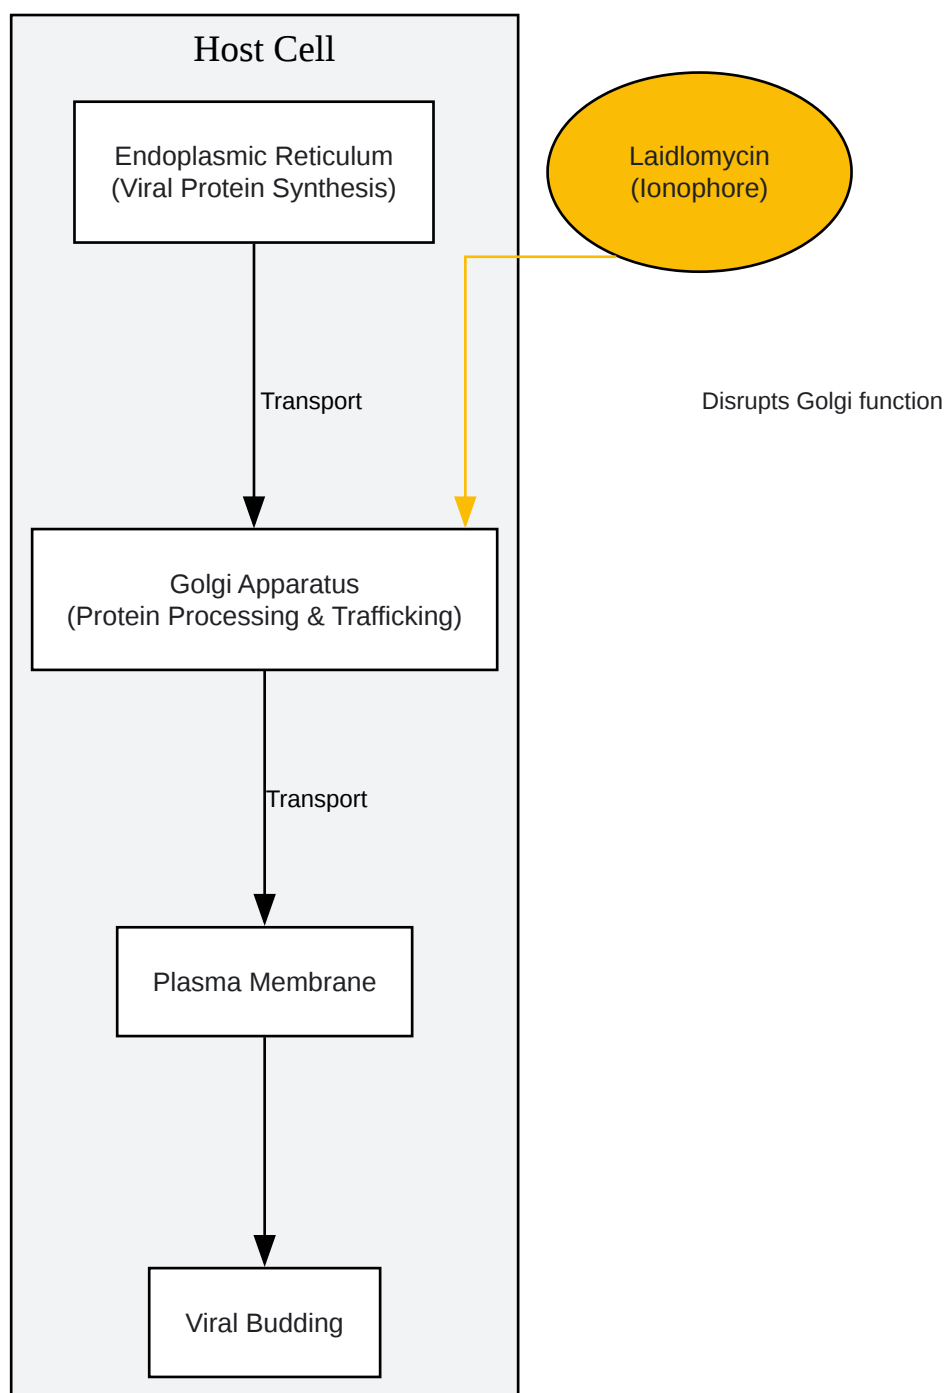 Host Cell
Endoplasmic Reticulum
(Viral Protein Synthesis)
Laidlomycin
(Ionophore)
Transport
Disrupts Golgi function
Golgi Apparatus
(Protein Processing & Trafficking)
Transport
Plasma Membrane
Viral Budding